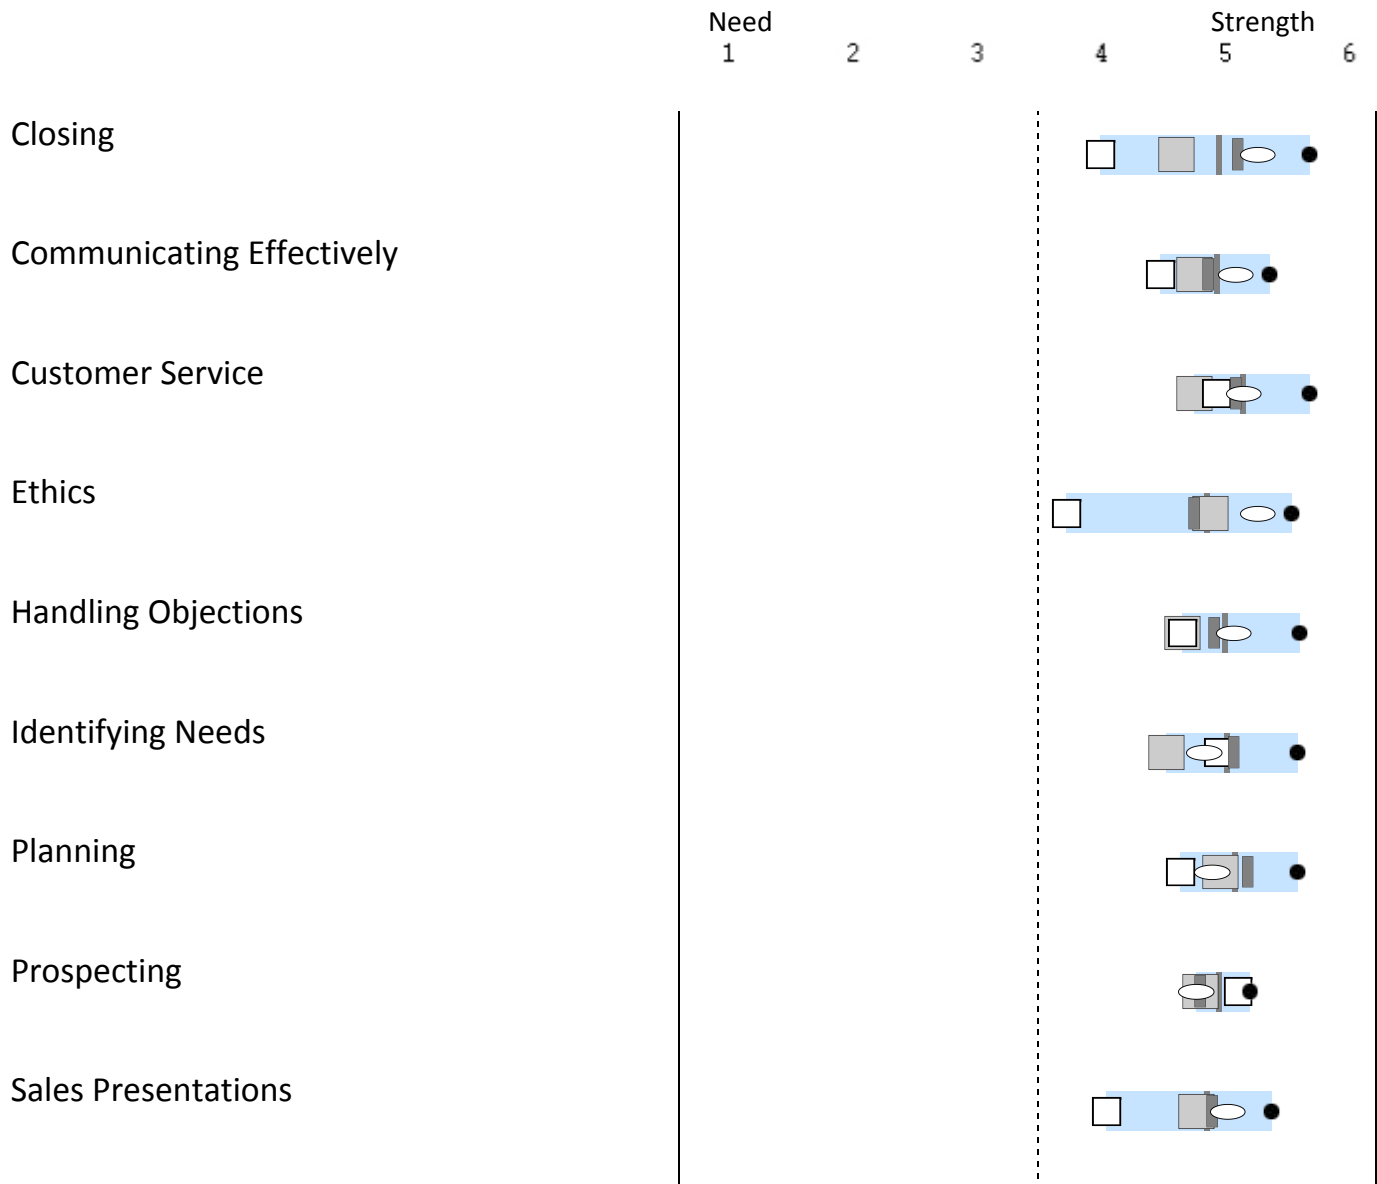 Need Strength
1 2 3 4 5 6
Closing
Communicating Effectively
Customer Service
Ethics
Handling Objections
Identifying Needs
Planning
Prospecting
Sales Presentations